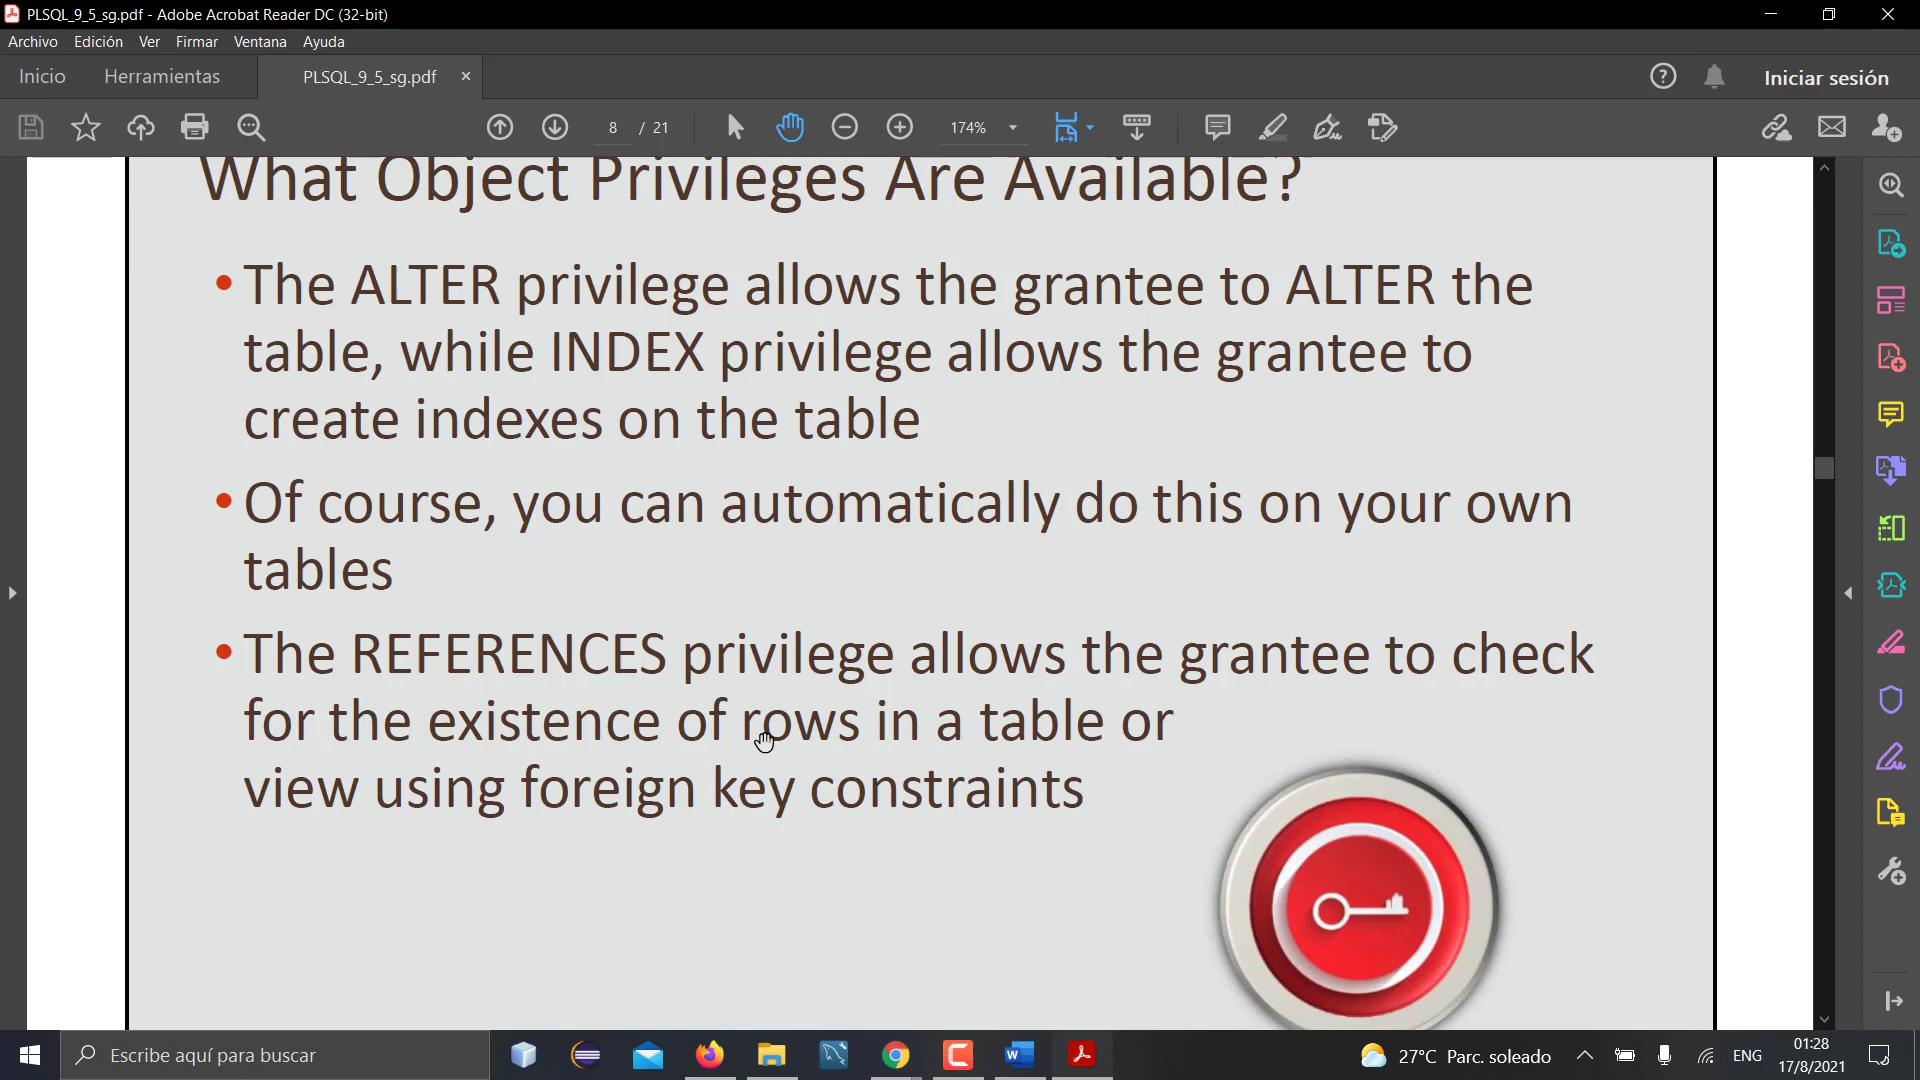 PLSQL_9_5_sg.pdf - Adobe Acrobat Reader DC (32-bit)
Archivo Edición Ver Firmar Ventana Ayuda
Inicio Herramientas PLSQL_9_5_sg.pdf × Iniciar sesión
8 / 21 174%
What Object Privileges Are Available?
•The ALTER privilege allows the grantee to ALTER the
table, while INDEX privilege allows the grantee to
create indexes on the table
•Of course, you can automatically do this on your own
tables
•The REFERENCES privilege allows the grantee to check
for the existence of rows in a table or
view using foreign key constraints
Escribe aquí para buscar
27°C Parc. soleado ENG
01:28
17/8/2021